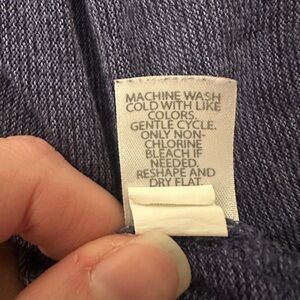 MACHINE WASH
COLD WITH LIKE
COLORS.
GENTLE CYCLE.
ONLY NON-
CHLORINE
BLEACH IF
NEEDED.
RESHAPE AND
DRY FLAT.